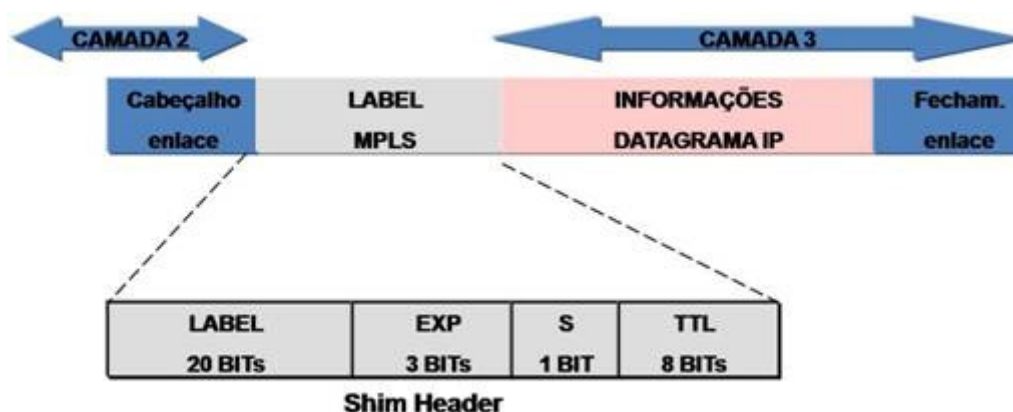 CAMADA 2
CAMADA 3
Cabeçalho
enlace
LABEL
MPLS
INFORMAÇÕES
DATAGRAMA IP
Fecham.
enlace
LABEL
20 BITs
EXP
3 BITs
S
1 BIT
TTL
8 BITs
Shim Header